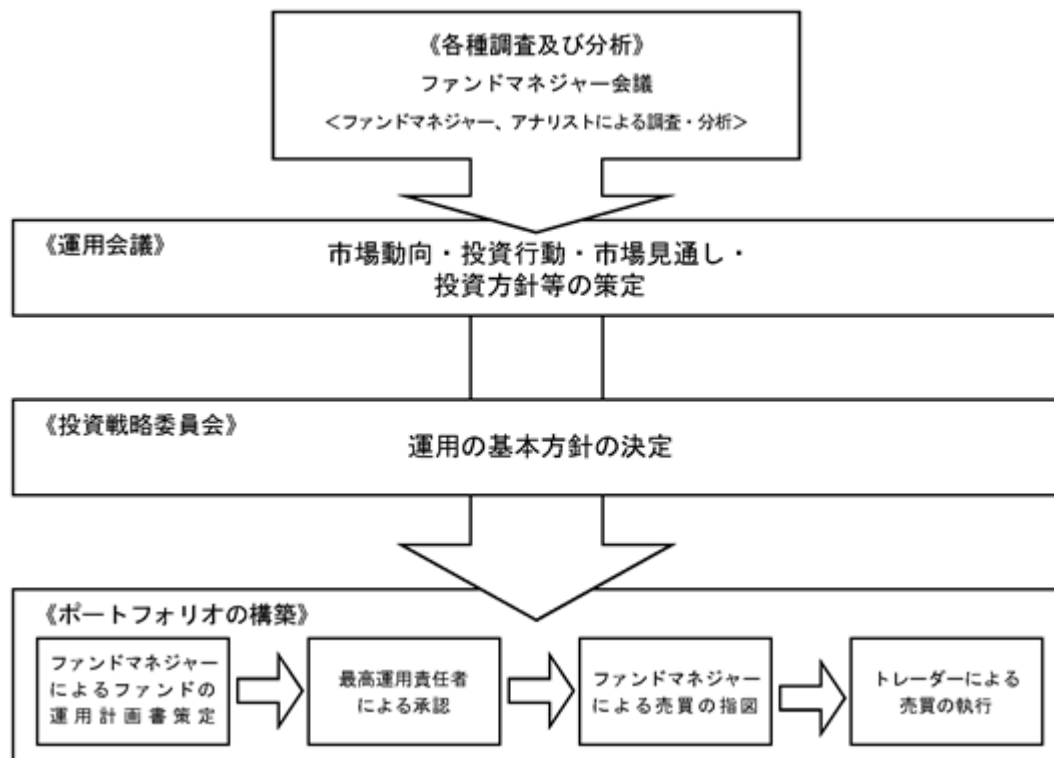 《各種調査及び分析》
ファンドマネジャー会議
＜ファンドマネジャー、アナリストによる調査・分析＞
《運用会議》
市場動向・投資行動・市場見通し・
投資方針等の策定
《投資戦略委員会》
運用の基本方針の決定
《ポートフォリオの構築》
ファンドマネジャー
によるファンドの
運用計画書策定
最高運用責任者
による承認
ファンドマネジャー
による売買の指図
トレーダーによる
売買の執行